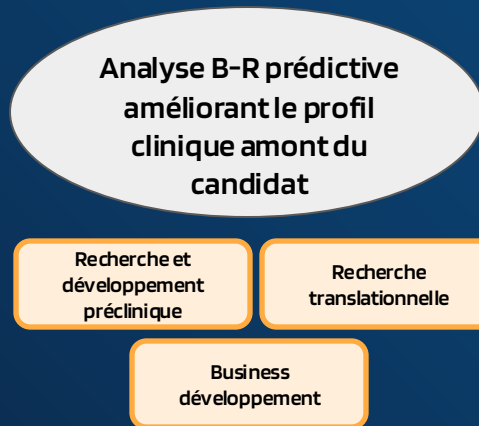 Analyse B-R prédictive
améliorant le profil
clinique amont du
candidat
Recherche et
développement
préclinique
Recherche
translationnelle
Business
développement